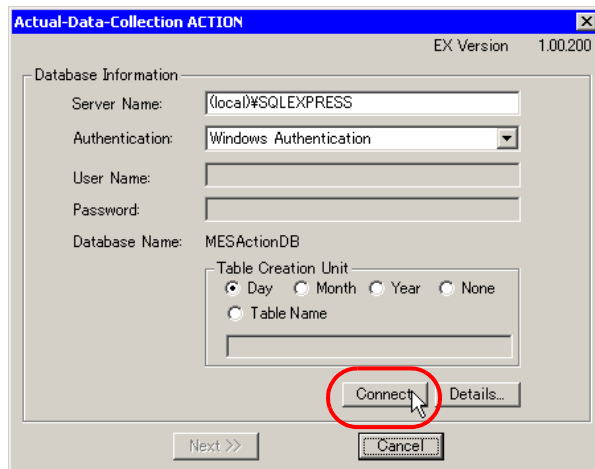 Actual-Data-Collection ACTION
EX Version 1.00.200
Database Information
Server Name: (local)¥SQLEXPRESS
Authentication: Windows Authentication
User Name:
Password:
Database Name: MESActionDB
Table Creation Unit
Day Month Year None
Table Name
Connect Details...
Next >> Cancel